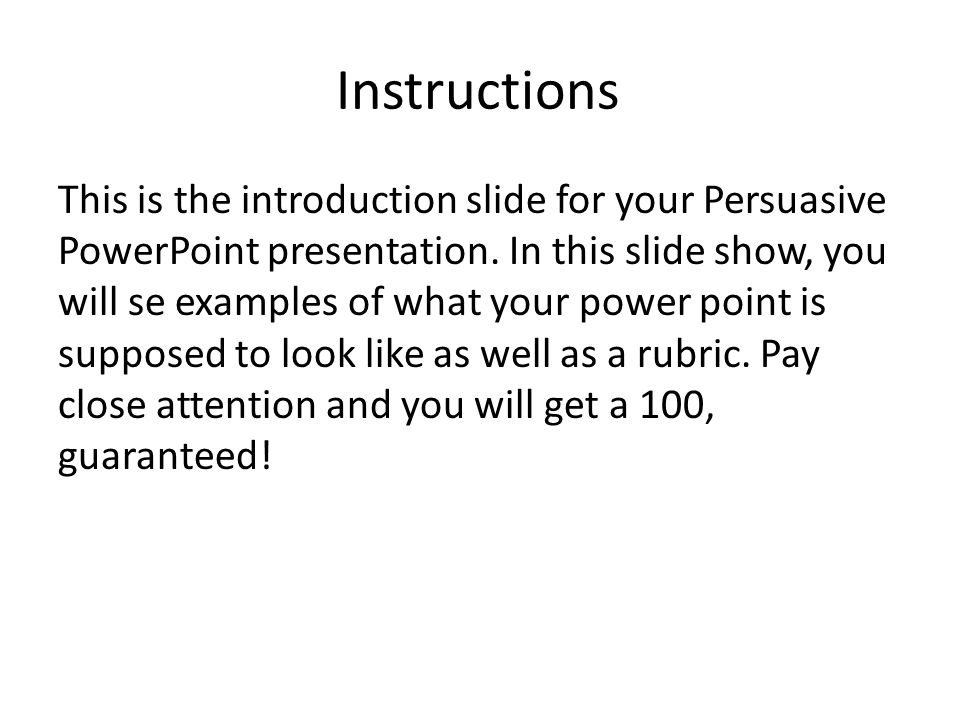 Instructions
This is the introduction slide for your Persuasive
PowerPoint presentation. In this slide show, you
will se examples of what your power point is
supposed to look like as well as a rubric. Pay
close attention and you will get a 100,
guaranteed!